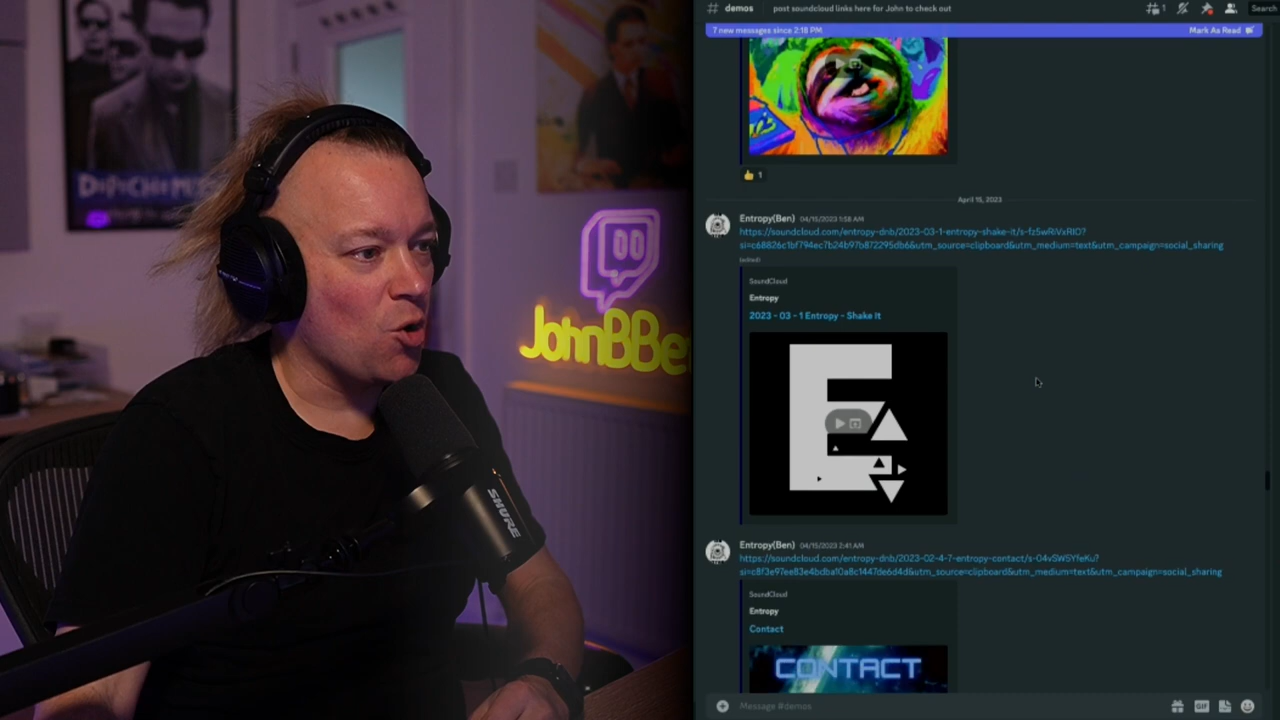 DEPECHE MODE
JohnBBe
SHURE
# demos
post soundcloud links here for John to check out
1
Search
7 new messages since 2:18 PM
Mark As Read
1
April 15, 2023
Entropy(Ben) 04/15/2023 1:58 AM
https://soundcloud.com/entropy-dnb/2023-03-1-entropy-shake-it/s-fz5wRiVxRIO?
si=c68826c1bf794ec7b24b97b872295db6&utm_source=clipboard&utm_medium=text&utm_campaign=social_sharing
(edited)
SoundCloud
Entropy
2023 - 03 - 1 Entropy - Shake It
E
Entropy(Ben) 04/15/2023 2:41 AM
https://soundcloud.com/entropy-dnb/2023-02-4-7-entropy-contact/s-04vSW5YfeKu?
si=c8f3e97ee83e4bdba10a8c1447de6d4d&utm_source=clipboard&utm_medium=text&utm_campaign=social_sharing
SoundCloud
Entropy
Contact
CONTACT
Message #demos
GIF